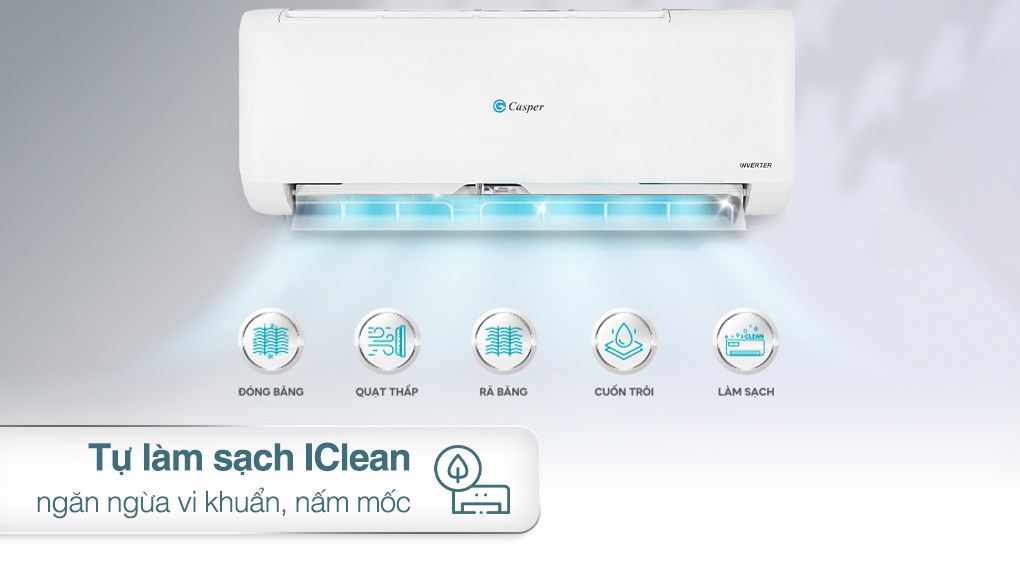 Casper
INVERTER
I-CLEAN
ĐÓNG BĂNG
QUẠT THẤP
RÃ BĂNG
CUỐN TRÔI
LÀM SẠCH
Tự làm sạch IClean
ngăn ngừa vi khuẩn, nấm mốc